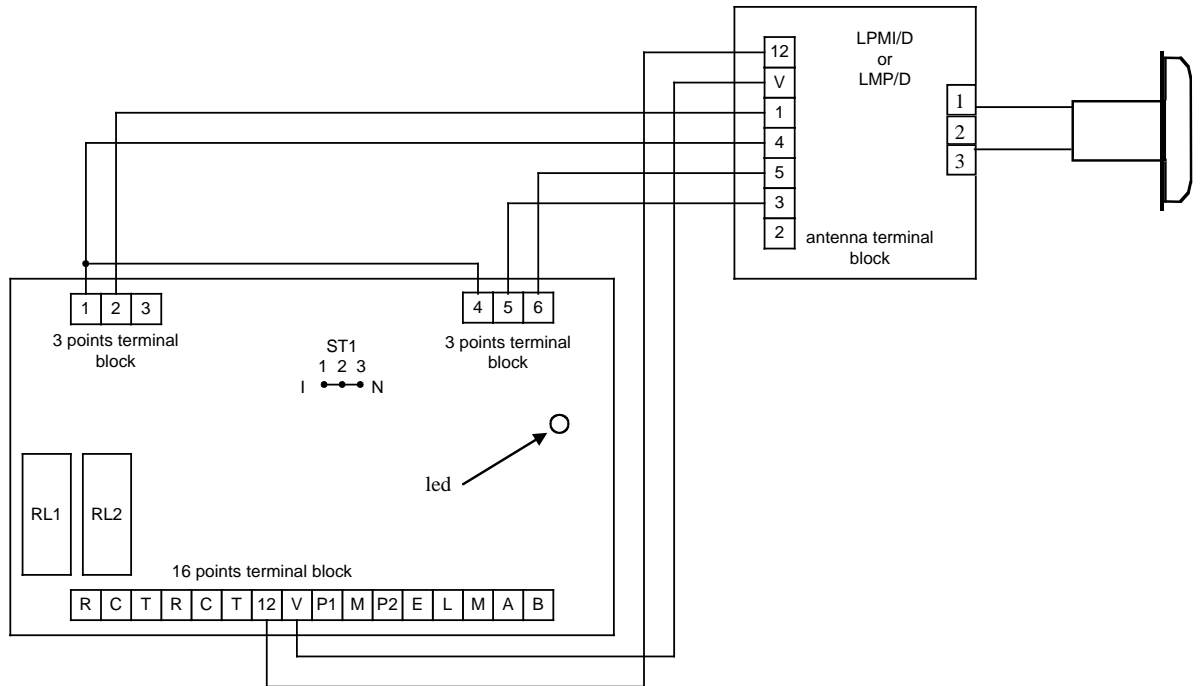 12
V
1
4
5
3
2
LPMI/D
or
LMP/D
1
2
3
antenna terminal
block
1 2 3
3 points terminal
block
4 5 6
3 points terminal
block
ST1
1 2 3
I N
led
RL1
RL2
16 points terminal block
R C T R C T 12 V P1 M P2 E L M A B